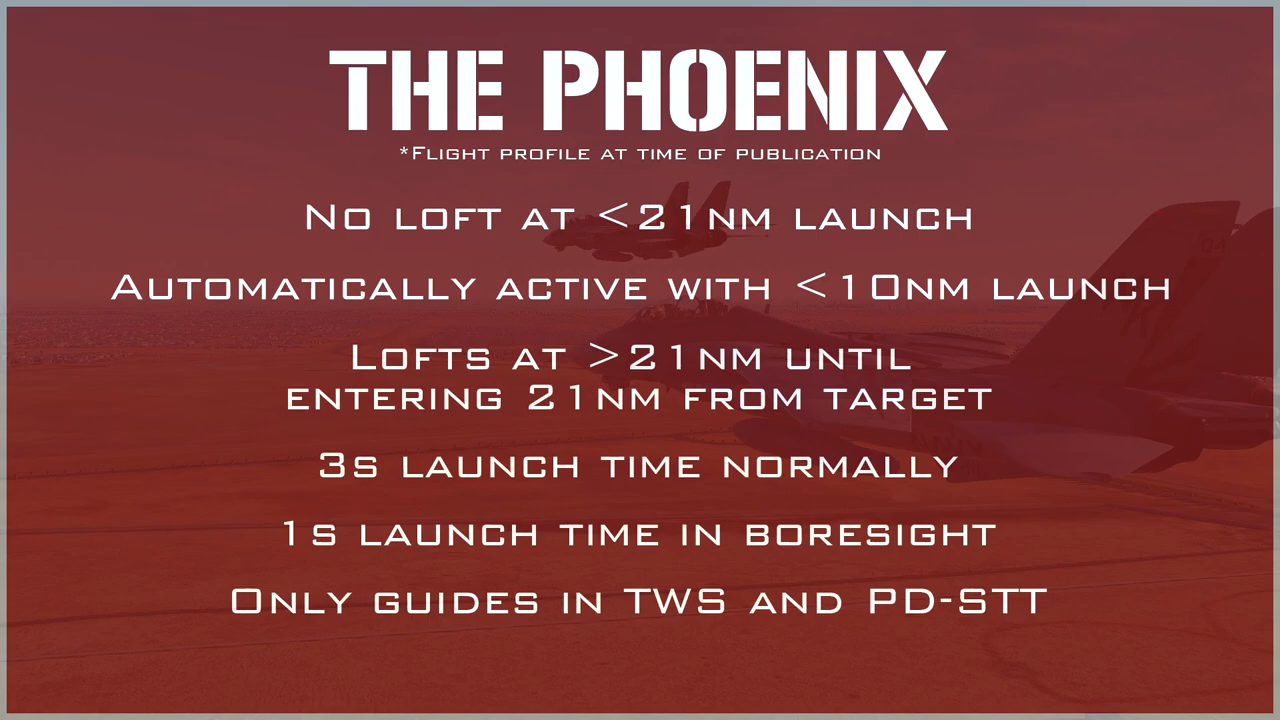 THE PHOENIX
*Flight profile at time of publication
No loft at <21nm launch
Automatically active with <10nm launch
Lofts at >21nm until
entering 21nm from target
3s launch time normally
1s launch time in boresight
Only guides in TWS and PD-STT